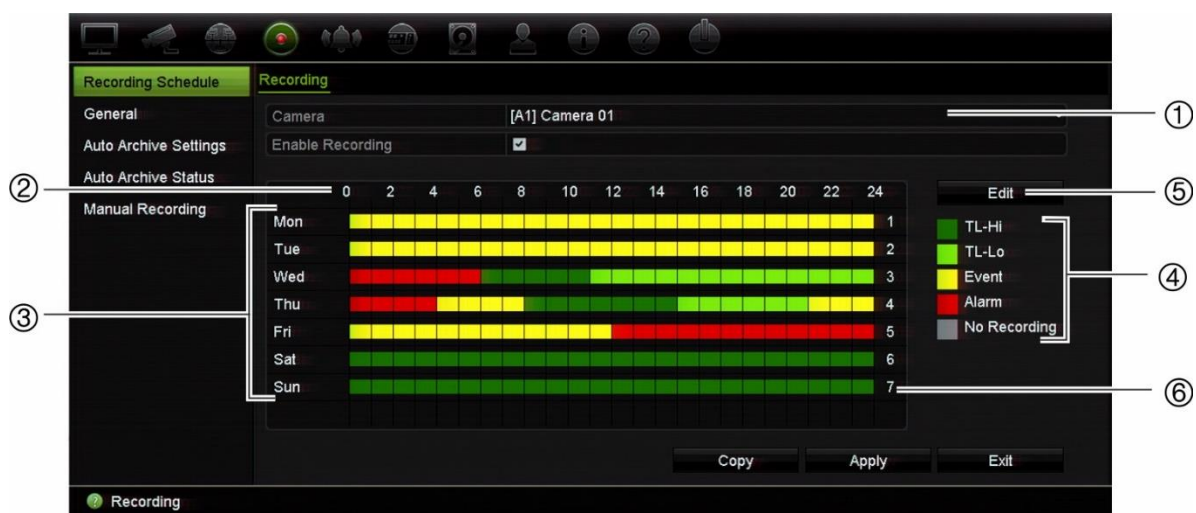 Recording Schedule
Recording
General
Camera [A1] Camera 01 ①
Enable Recording
Auto Archive Settings
Auto Archive Status
Manual Recording
② 0 2 4 6 8 10 12 14 16 18 20 22 24
Edit ⑤
Mon 1
Tue 2
Wed 3
Thu 4
Fri 5
Sat 6
Sun 7
③
TL-Hi
TL-Lo
Event
Alarm
No Recording
④
⑥
Copy Apply Exit
? Recording